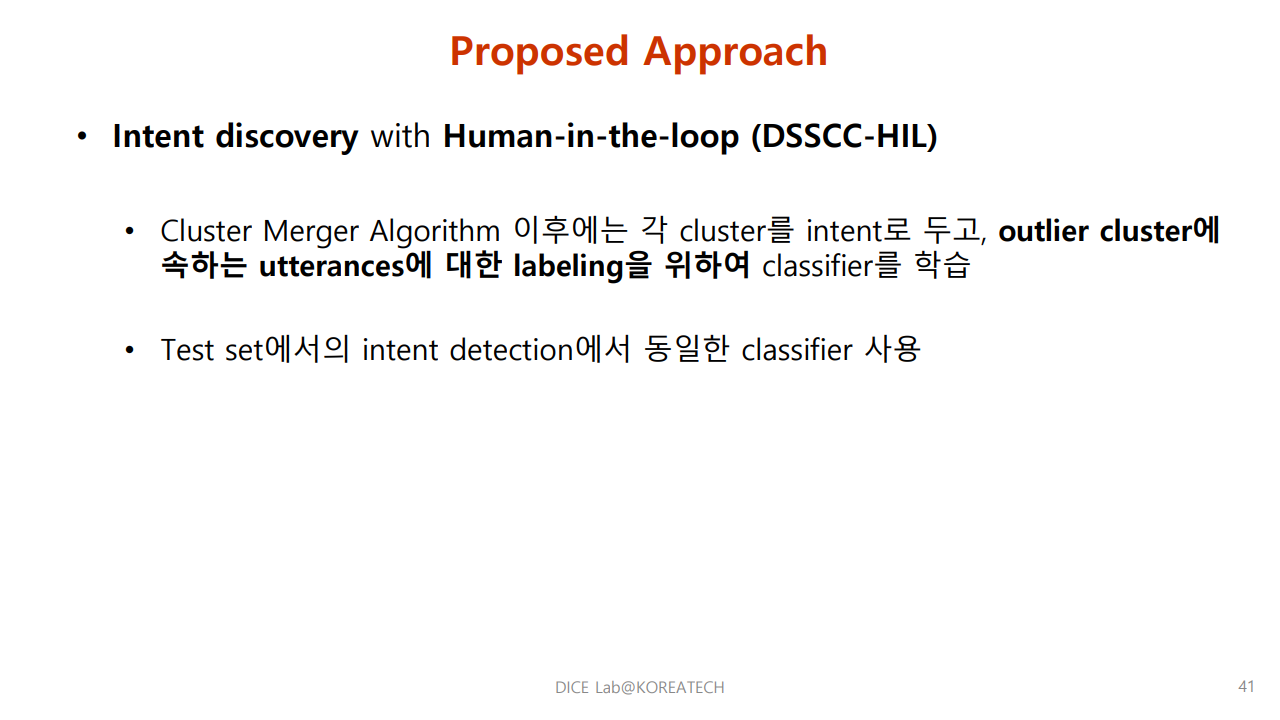 Proposed Approach
• Intent discovery with Human-in-the-loop (DSSCC-HIL)
• Cluster Merger Algorithm 이후에는 각 cluster를 intent로 두고, outlier cluster에
속하는 utterances에 대한 labeling을 위하여 classifier를 학습
• Test set에서의 intent detection에서 동일한 classifier 사용
DICE Lab@KOREATECH
41